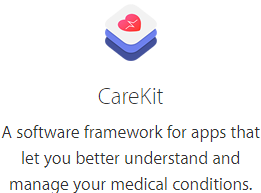 CareKit
A software framework for apps that
let you better understand and
manage your medical conditions.